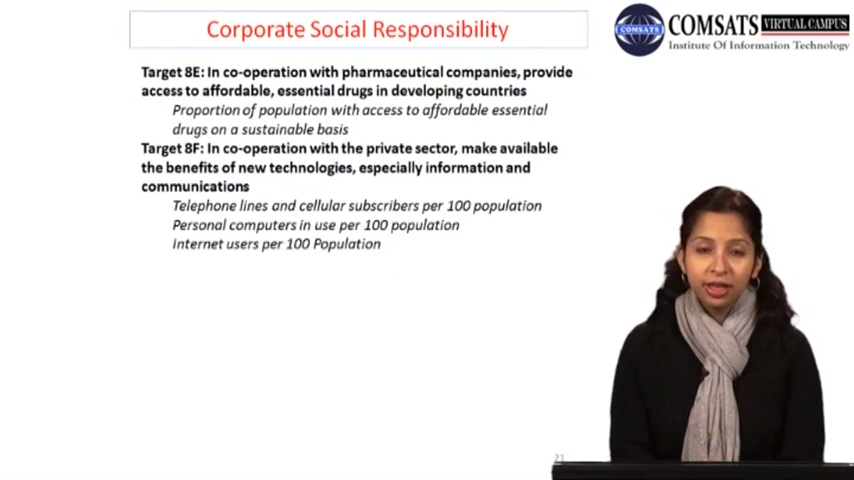 Corporate Social Responsibility
COMSATS
COMSATS VIRTUAL CAMPUS
Institute Of Information Technology
Target 8E: In co-operation with pharmaceutical companies, provide
access to affordable, essential drugs in developing countries
Proportion of population with access to affordable essential
drugs on a sustainable basis
Target 8F: In co-operation with the private sector, make available
the benefits of new technologies, especially information and
communications
Telephone lines and cellular subscribers per 100 population
Personal computers in use per 100 population
Internet users per 100 Population
21